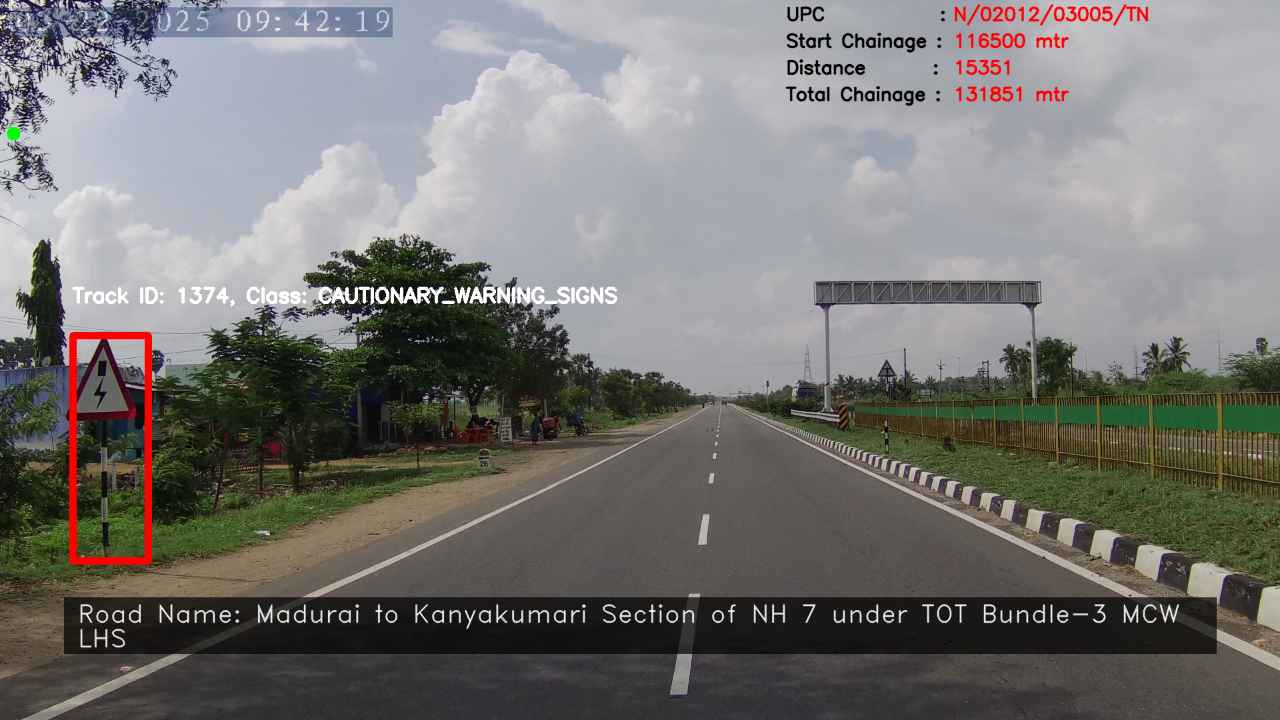 2025 09:42:19
UPC : N/02012/03005/TN
Start Chainage : 116500 mtr
Distance : 15351
Total Chainage : 131851 mtr
Track ID: 1374, Class: CAUTIONARY_WARNING_SIGNS
Road Name: Madurai to Kanyakumari Section of NH 7 under TOT Bundle-3 MCW
LHS